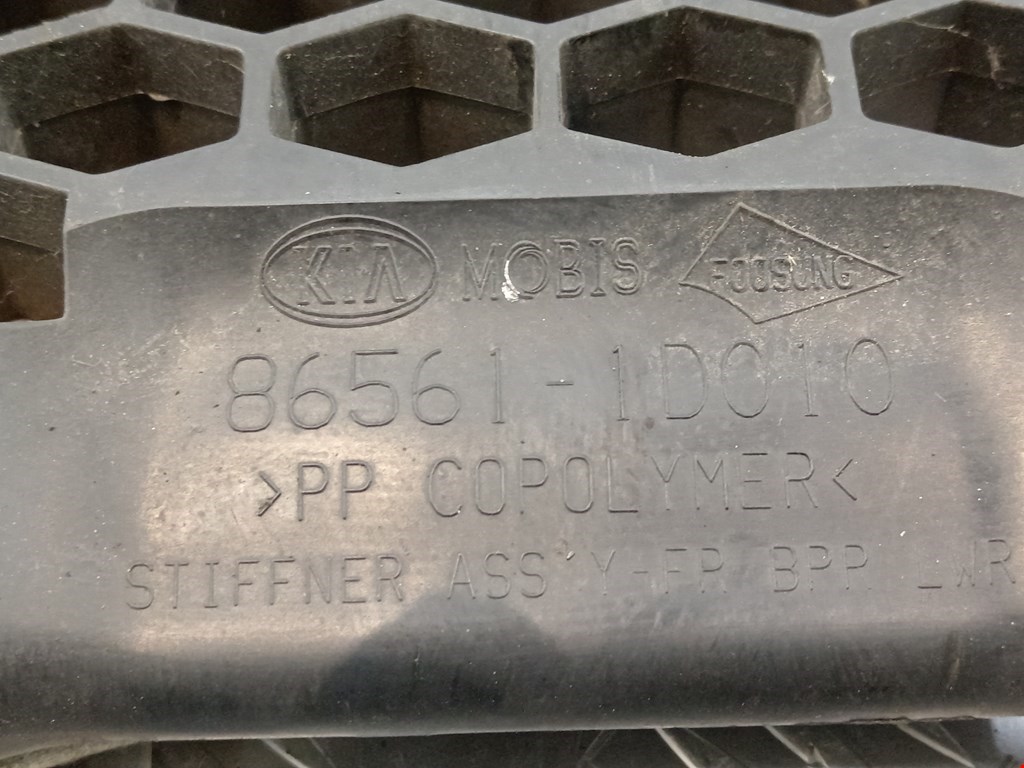 KIA MOBIS FOOSUNG
86561-1D010
>PP COPOLYMER<
STIFFNER ASS'Y-FR BPR LWR